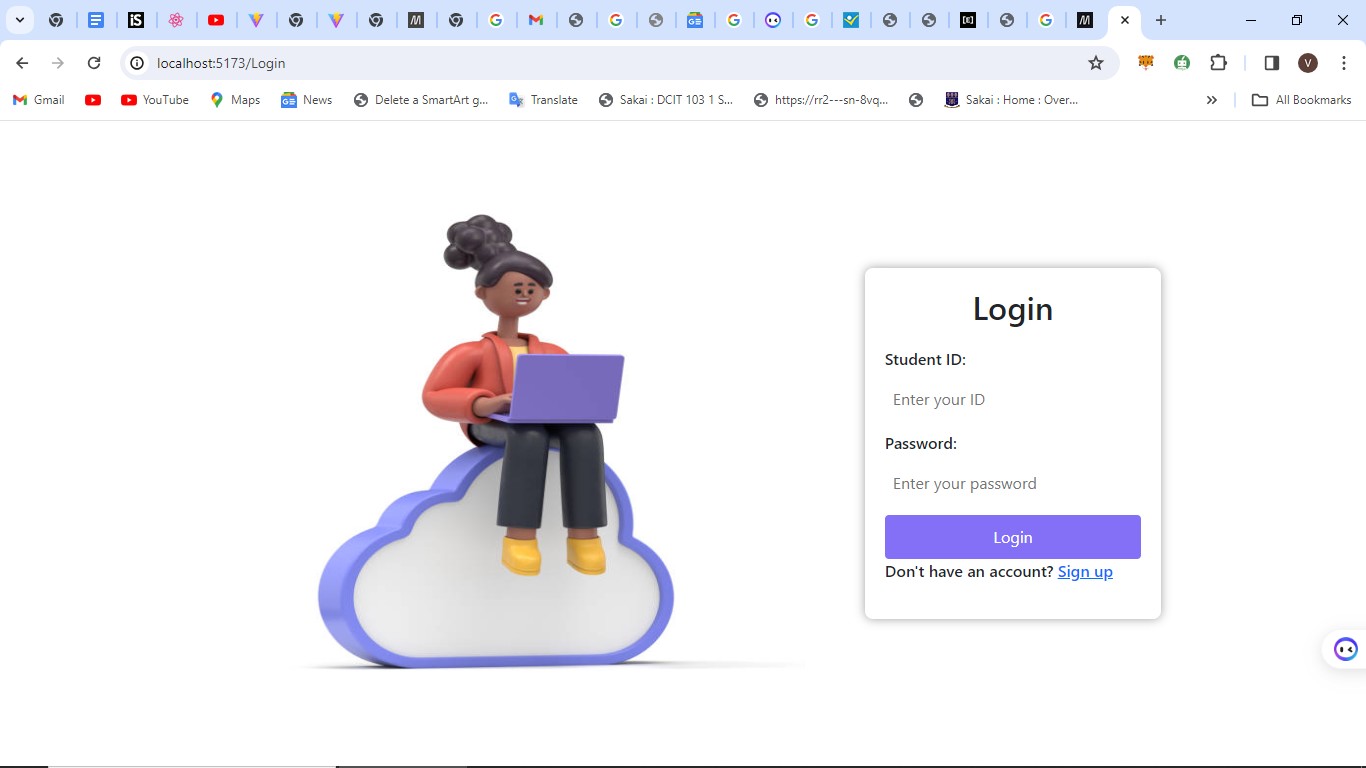 localhost:5173/Login
V
Gmail
YouTube
Maps
News
Delete a SmartArt g...
Translate
Sakai : DCIT 103 1 S...
https://rr2---sn-8vq...
Sakai : Home : Over...
All Bookmarks
Login
Student ID:
Enter your ID
Password:
Enter your password
Login
Don't have an account? Sign up